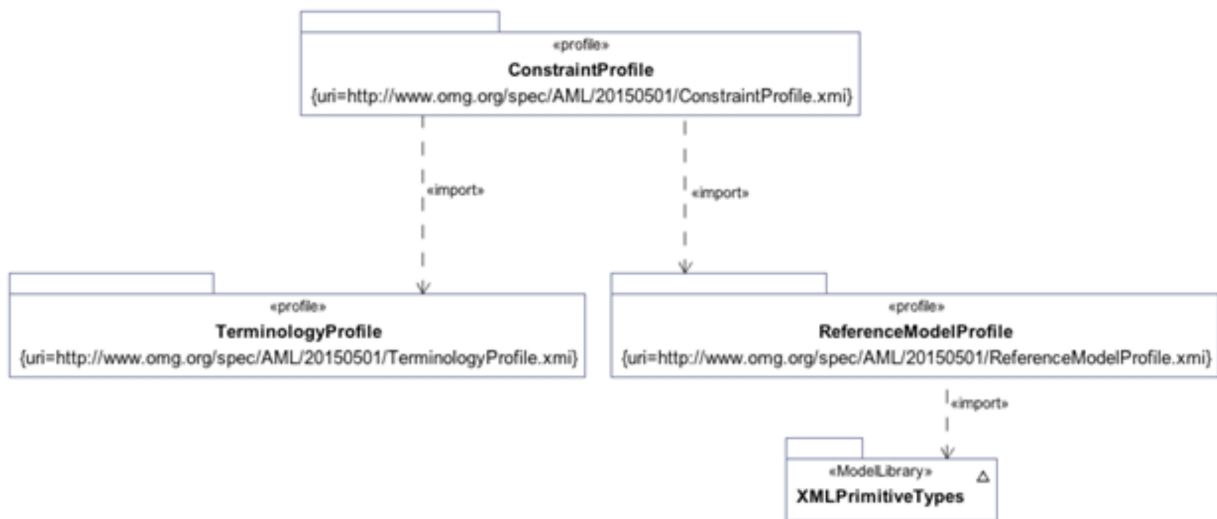 «profile»
ConstraintProfile
{uri=http://www.omg.org/spec/AML/20150501/ConstraintProfile.xmi}
«import»
«import»
«profile»
TerminologyProfile
{uri=http://www.omg.org/spec/AML/20150501/TerminologyProfile.xmi}
«profile»
ReferenceModelProfile
{uri=http://www.omg.org/spec/AML/20150501/ReferenceModelProfile.xmi}
«import»
«ModelLibrary»
XMLPrimitiveTypes